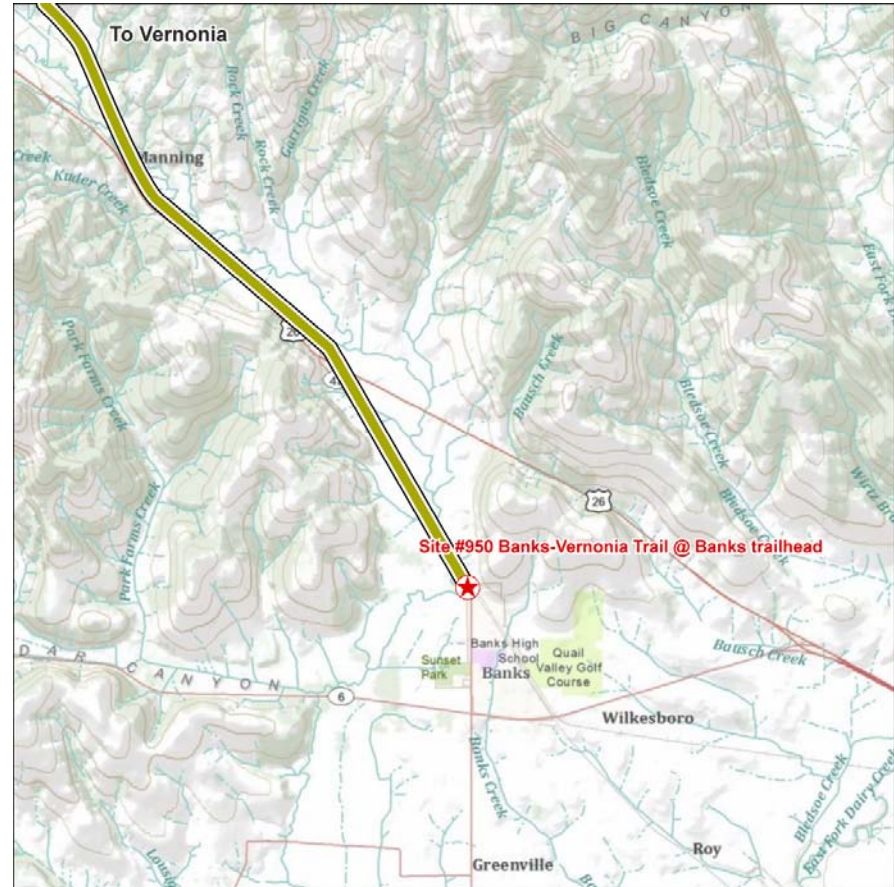 To Vernonia
BIG CANYON
Rock Creek
Rock Creek
Garrigus Creek
Manning
Creek
Kuder Creek
Bledsoe Creek
East Fork
Park Farms Creek
26
47
Bausch Creek
Bledsoe Creek
26
Bledsoe Creek
Site #950 Banks-Vernonia Trail @ Banks trailhead
Park Farms Creek
DAR CANYON
6
Sunset
Park
Banks High
School
Banks
Quail
Valley Golf
Course
Bausch Creek
Wilkesboro
Banks Creek
Bledsoe Creek
East Fork Dairy Creek
Roy
Greenville